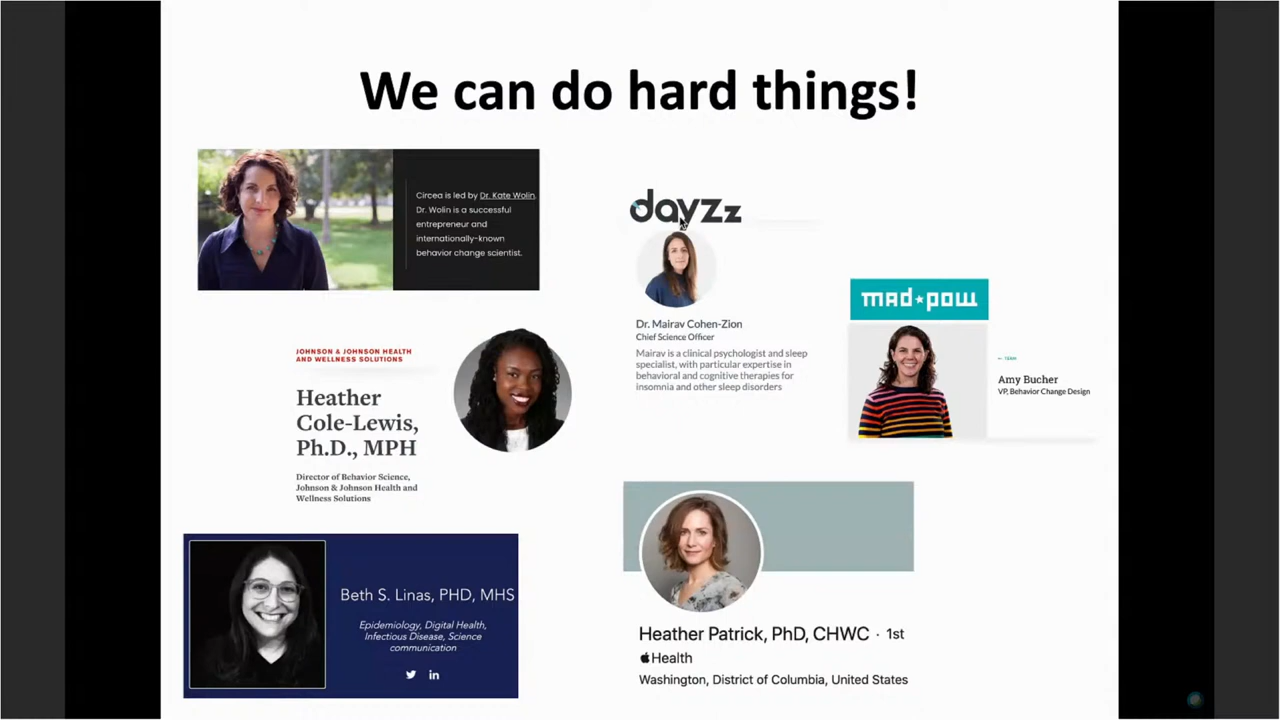 We can do hard things!
Circea is led by Dr. Kate Wolin.
Dr. Wolin is a successful
entrepreneur and
internationally-known
behavior change scientist.
dayzz
Dr. Mairav Cohen-Zion
Chief Science Officer
Mairav is a clinical psychologist and sleep
specialist, with particular expertise in
behavioral and cognitive therapies for
insomnia and other sleep disorders
mad*pow
← TEAM
Amy Bucher
VP, Behavior Change Design
JOHNSON & JOHNSON HEALTH
AND WELLNESS SOLUTIONS
Heather
Cole-Lewis,
Ph.D., MPH
Director of Behavior Science,
Johnson & Johnson Health and
Wellness Solutions
Beth S. Linas, PHD, MHS
Epidemiology, Digital Health,
Infectious Disease, Science
communication
in
Heather Patrick, PhD, CHWC · 1st
Health
Washington, District of Columbia, United States